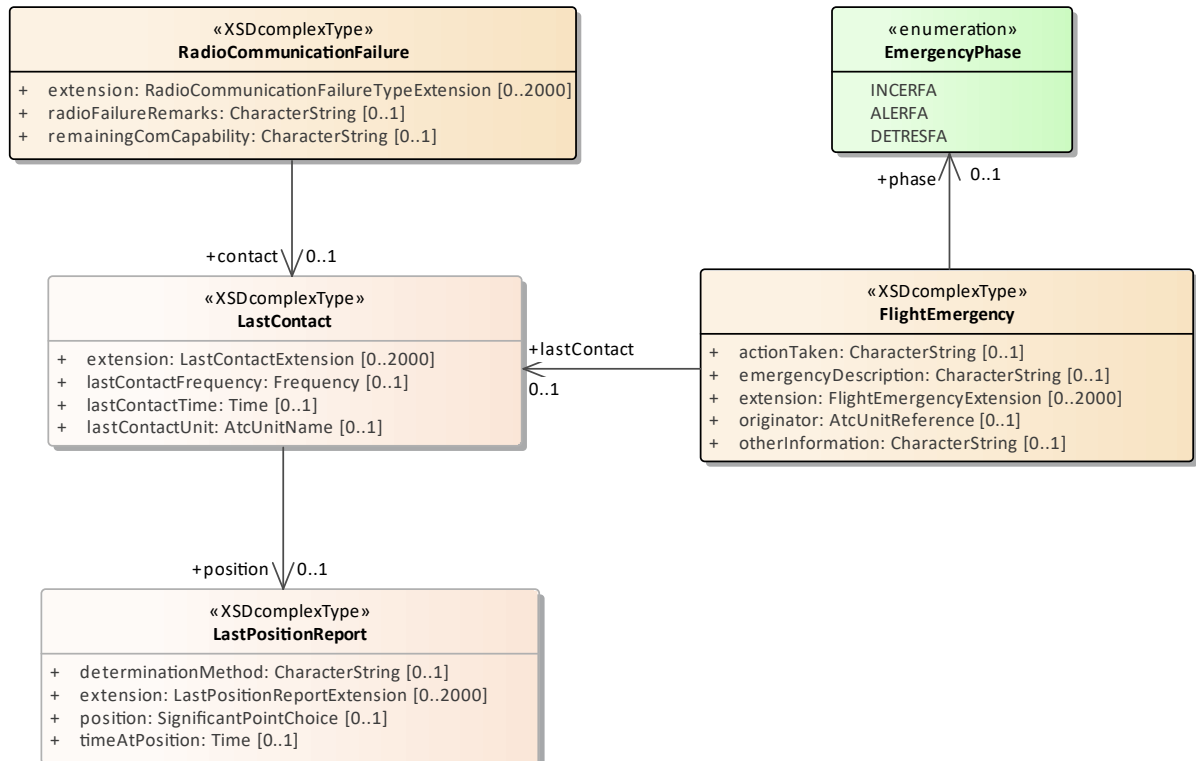 «XSDcomplexType»
RadioCommunicationFailure
+ extension: RadioCommunicationFailureTypeExtension [0..2000]
+ radioFailureRemarks: CharacterString [0..1]
+ remainingComCapability: CharacterString [0..1]
«enumeration»
EmergencyPhase
INCERFA
ALERFA
DETRESFA
+phase 0..1
+contact 0..1
«XSDcomplexType»
LastContact
+ extension: LastContactExtension [0..2000]
+ lastContactFrequency: Frequency [0..1]
+ lastContactTime: Time [0..1]
+ lastContactUnit: AtcUnitName [0..1]
+lastContact
0..1
«XSDcomplexType»
FlightEmergency
+ actionTaken: CharacterString [0..1]
+ emergencyDescription: CharacterString [0..1]
+ extension: FlightEmergencyExtension [0..2000]
+ originator: AtcUnitReference [0..1]
+ otherInformation: CharacterString [0..1]
+position 0..1
«XSDcomplexType»
LastPositionReport
+ determinationMethod: CharacterString [0..1]
+ extension: LastPositionReportExtension [0..2000]
+ position: SignificantPointChoice [0..1]
+ timeAtPosition: Time [0..1]